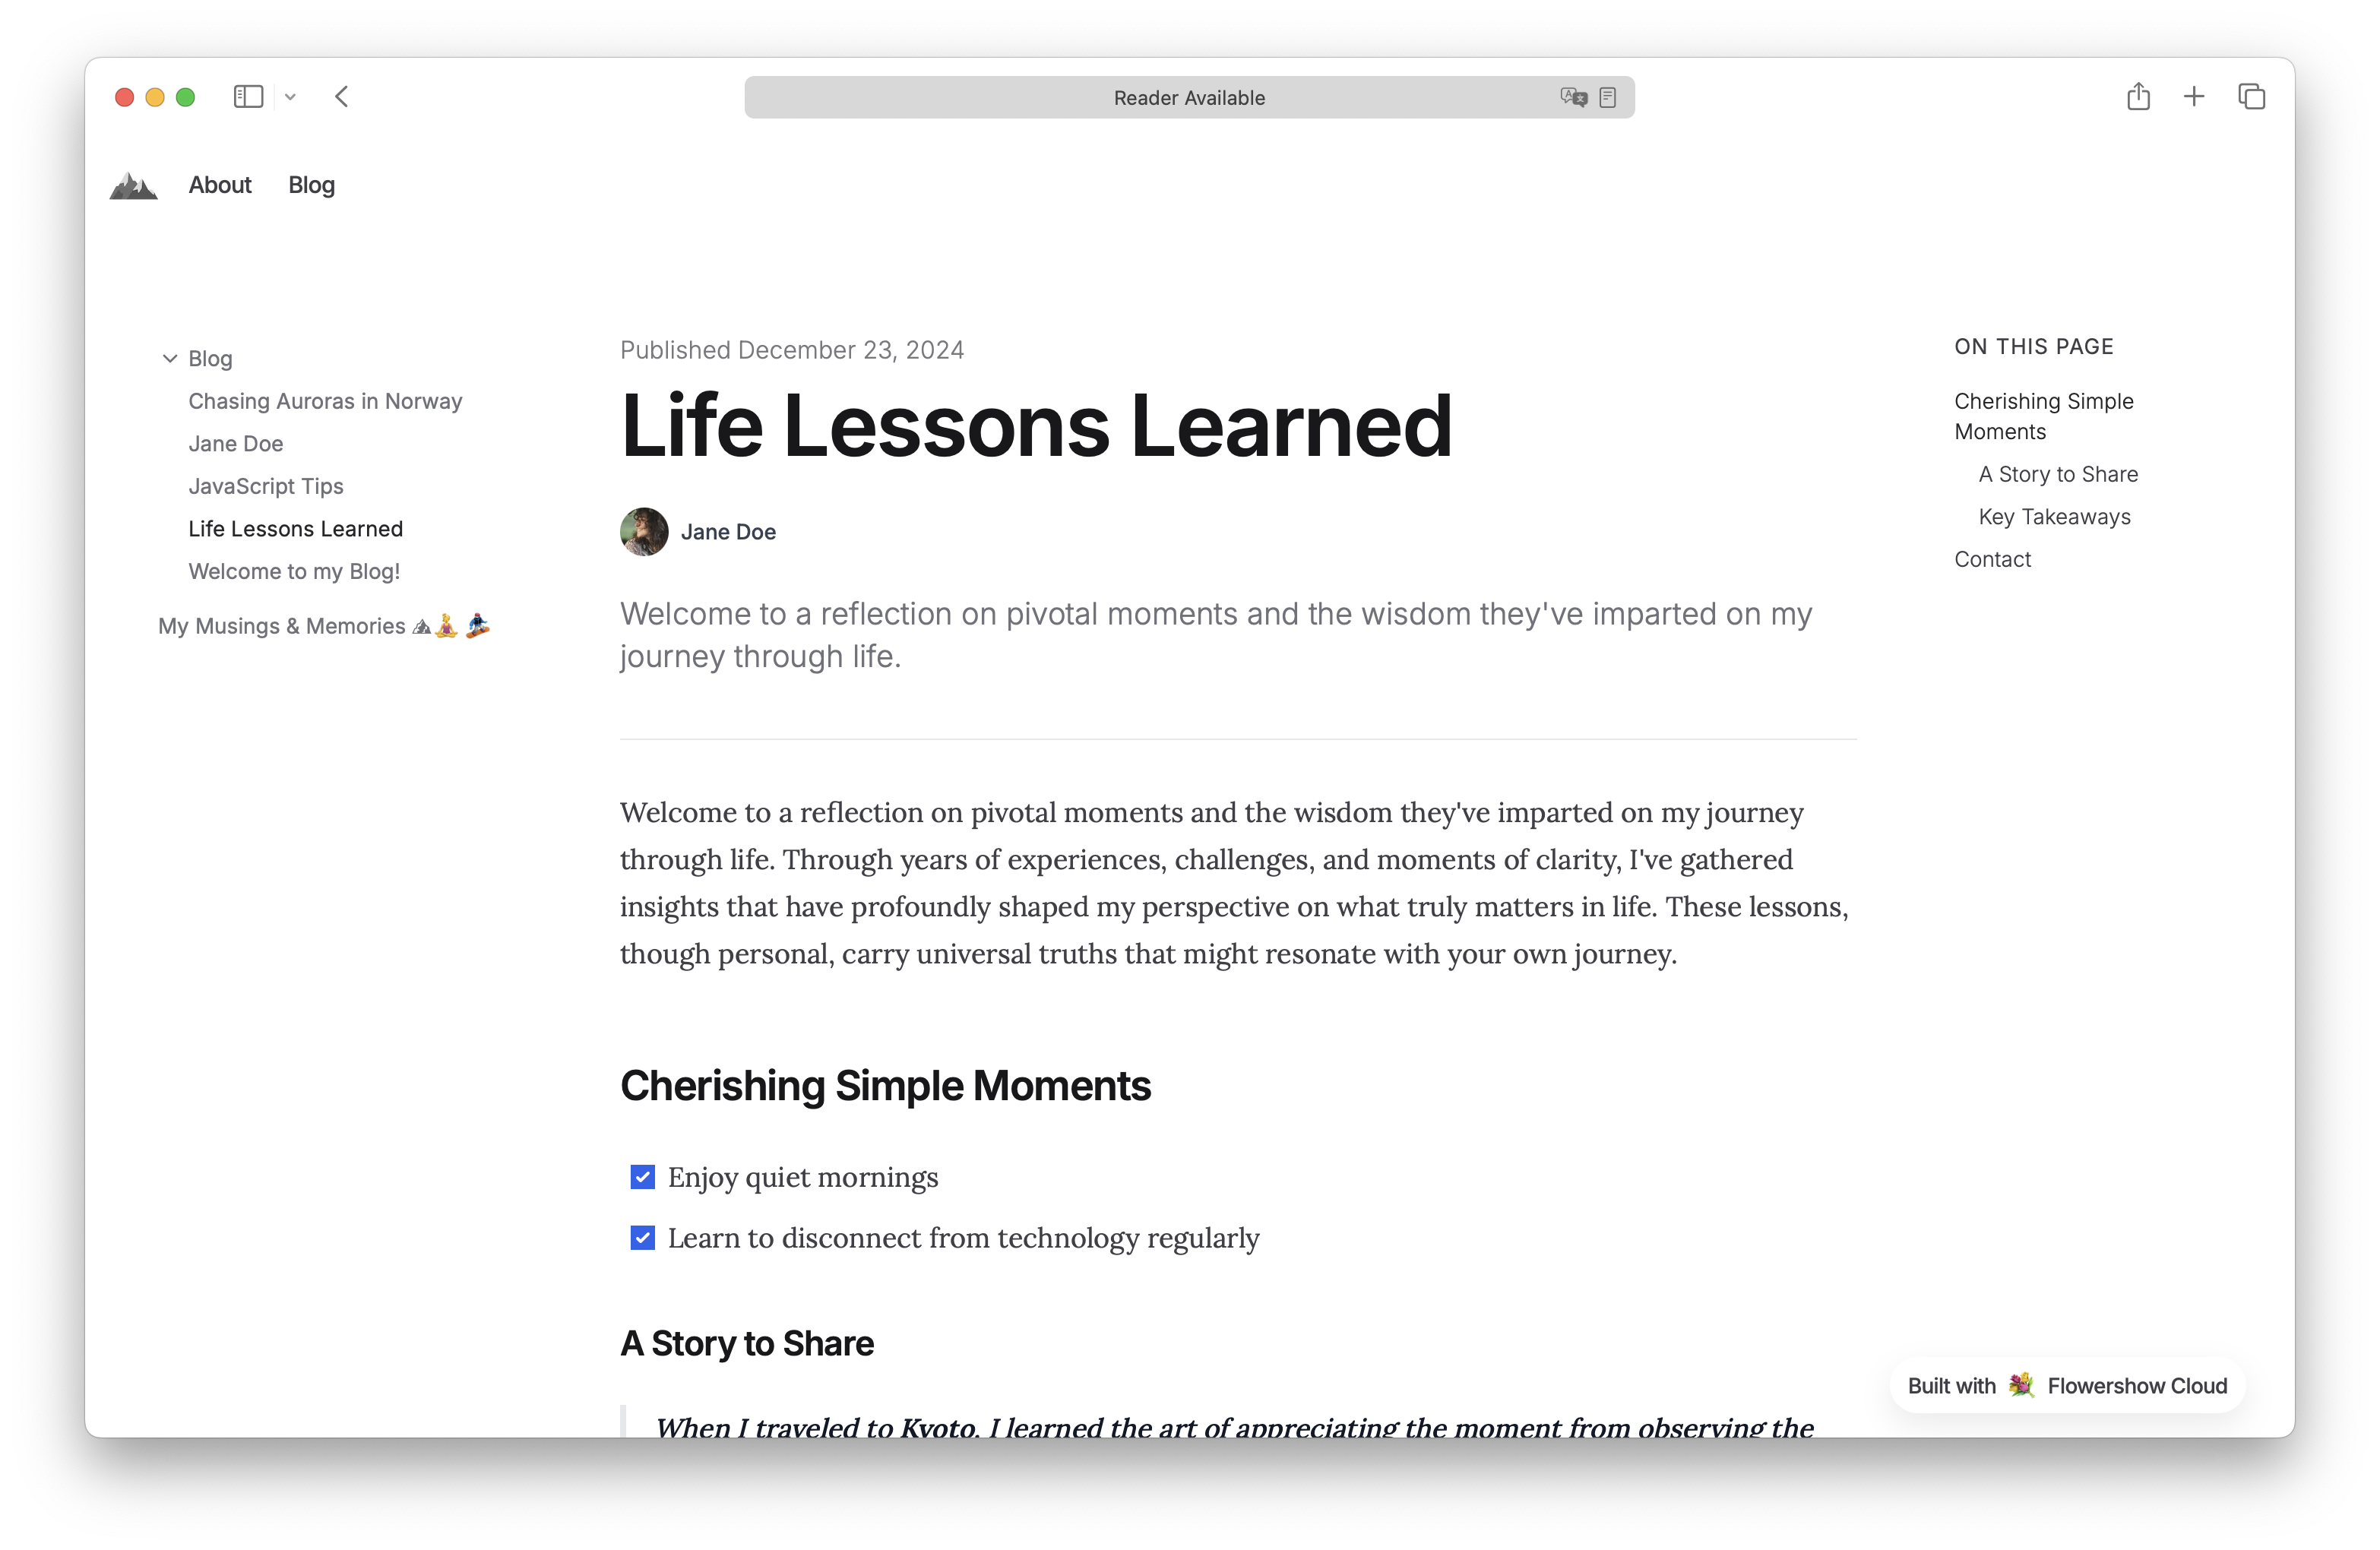 Reader Available
About
Blog
Blog
Chasing Auroras in Norway
Jane Doe
JavaScript Tips
Life Lessons Learned
Welcome to my Blog!
My Musings & Memories 🏔🧘‍♀️ 🏂
Published December 23, 2024
Life Lessons Learned
Jane Doe
Welcome to a reflection on pivotal moments and the wisdom they've imparted on my
journey through life.
Welcome to a reflection on pivotal moments and the wisdom they've imparted on my journey
through life. Through years of experiences, challenges, and moments of clarity, I've gathered
insights that have profoundly shaped my perspective on what truly matters in life. These lessons,
though personal, carry universal truths that might resonate with your own journey.
Cherishing Simple Moments
Enjoy quiet mornings
Learn to disconnect from technology regularly
A Story to Share
When I traveled to Kyoto, I learned the art of appreciating the moment from observing the
ON THIS PAGE
Cherishing Simple
Moments
A Story to Share
Key Takeaways
Contact
Built with 💐 Flowershow Cloud